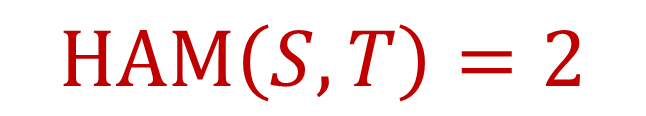 HAM(S, T) = 2